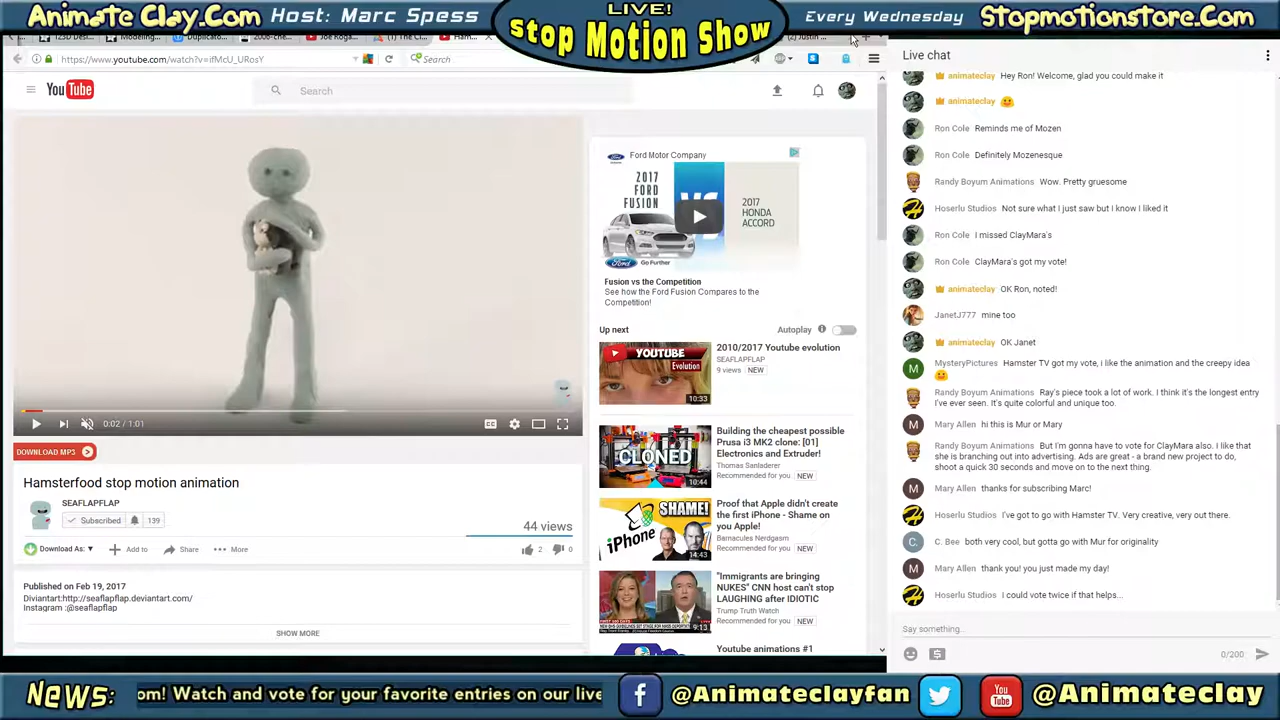 Animate Clay.Com Host: Marc Spess
LIVE!
Stop Motion Show
Every Wednesday Stopmotionstore.Com
https://www.youtube.com/watch?v=ifMcU_URosY
Search
YouTube
Search
0:02 / 1:01
DOWNLOAD MP3
Hamsterfood stop motion animation
SEAFLAPFLAP
Subscribed 139
44 views
Download As: ▼ Add to Share More
2 0
Published on Feb 19, 2017
Diviantart:http://seaflapflap.deviantart.com/
Instagram :@seaflapflap
SHOW MORE
Ford Motor Company
2017
FORD
FUSION
VS
2017
HONDA
ACCORD
Ford Go Further
Fusion vs the Competition
See how the Ford Fusion Compares to the
Competition!
Up next Autoplay
YOUTUBE
Evolution
10:33
2010/2017 Youtube evolution
SEAFLAPFLAP
9 views NEW
CLONED
10:44
Building the cheapest possible
Prusa i3 MK2 clone: [01]
Electronics and Extruder!
Thomas Sanladerer
Recommended for you NEW
SHAME!
iPhone
14:43
Proof that Apple didn't create
the first iPhone - Shame on
you Apple!
Barnacules Nerdgasm
Recommended for you NEW
9:13
"Immigrants are bringing
NUKES" CNN host can't stop
LAUGHING after IDIOTIC
Trump Truth Watch
Recommended for you NEW
Youtube animations #1
Live chat
animateclay Hey Ron! Welcome, glad you could make it
animateclay
Ron Cole Reminds me of Mozen
Ron Cole Definitely Mozenesque
Randy Boyum Animations Wow. Pretty gruesome
Hoserlu Studios Not sure what I just saw but I know I liked it
Ron Cole I missed ClayMara's
Ron Cole ClayMara's got my vote!
animateclay OK Ron, noted!
JanetJ777 mine too
animateclay OK Janet
MysteryPictures Hamster TV got my vote, i like the animation and the creepy idea
Randy Boyum Animations Ray's piece took a lot of work. I think it's the longest entry
I've ever seen. It's quite colorful and unique too.
Mary Allen hi this is Mur or Mary
Randy Boyum Animations But I'm gonna have to vote for ClayMara also. I like that
she is branching out into advertising. Ads are great - a brand new project to do,
shoot a quick 30 seconds and move on to the next thing.
Mary Allen thanks for subscribing Marc!
Hoserlu Studios I've got to go with Hamster TV. Very creative, very out there.
C. Bee both very cool, but gotta go with Mur for originality
Mary Allen thank you! you just made my day!
Hoserlu Studios I could vote twice if that helps...
Say something...
0/200
News: om! Watch and vote for your favorite entries on our live
@Animateclayfan @Animateclay